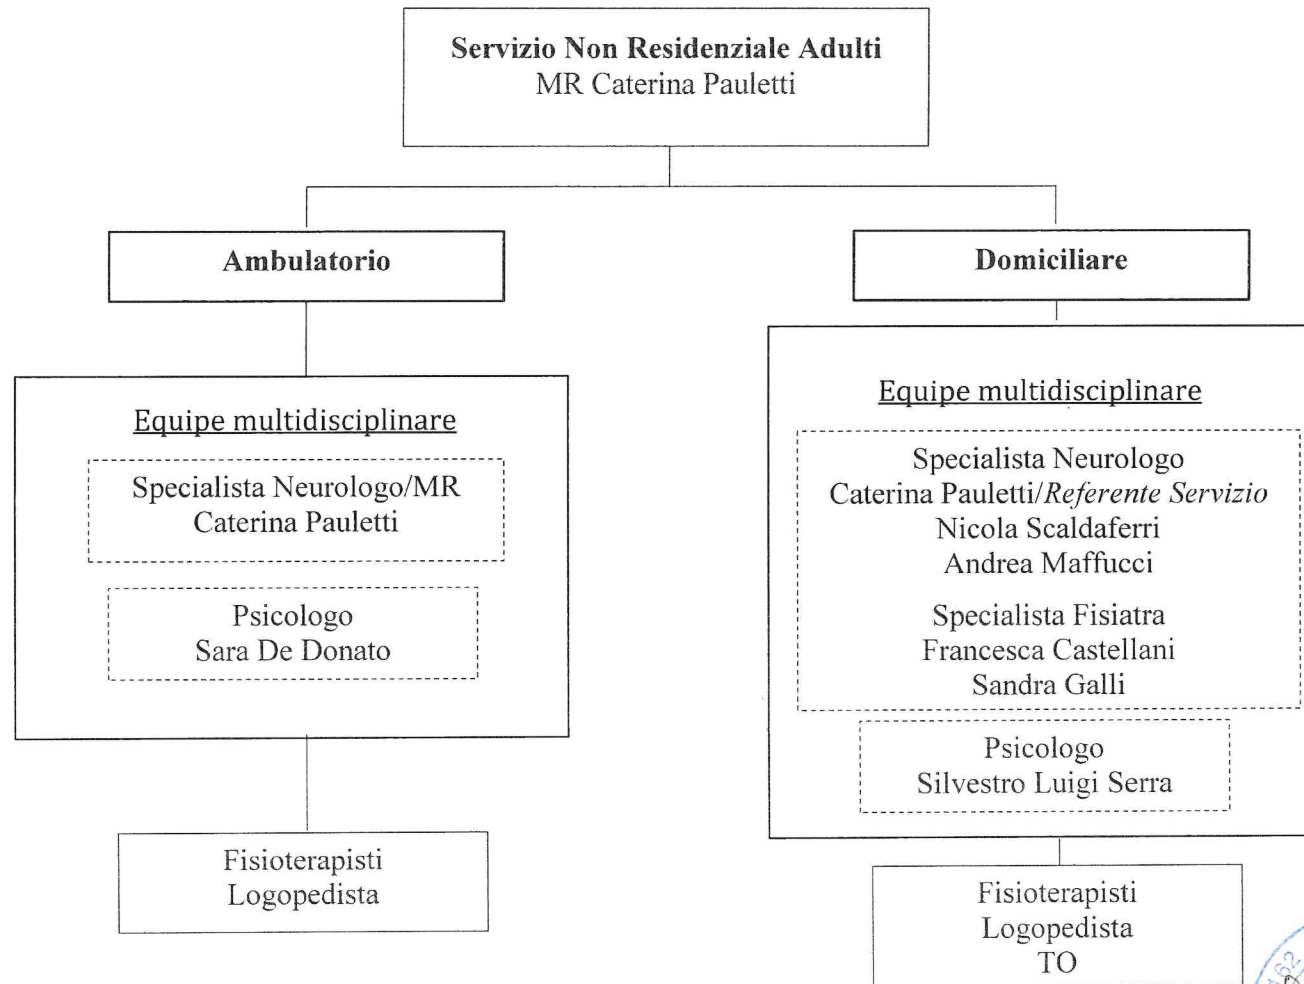 Servizio Non Residenziale Adulti
MR Caterina Pauletti
Ambulatorio
Equipe multidisciplinare
Specialista Neurologo/MR
Caterina Pauletti
Psicologo
Sara De Donato
Fisioterapisti
Logopedista
Domiciliare
Equipe multidisciplinare
Specialista Neurologo
Caterina Pauletti/Referente Servizio
Nicola Scaldaferri
Andrea Maffucci
Specialista Fisiatra
Francesca Castellani
Sandra Galli
Psicologo
Silvestro Luigi Serra
Fisioterapisti
Logopedista
TO